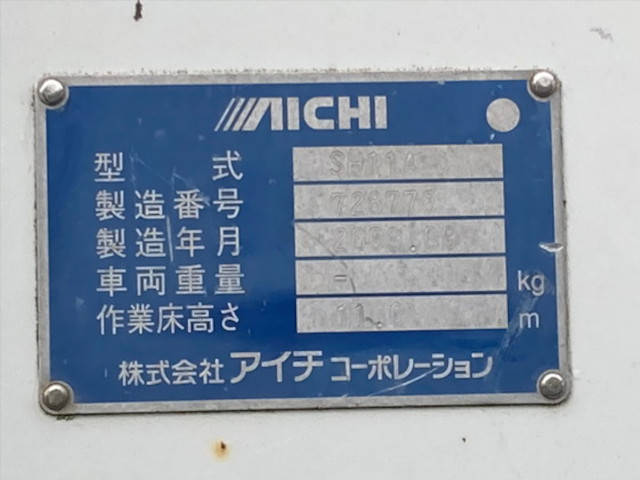 AICHI
型式 SH11A
製造番号
製造年月
車両重量 - kg
作業床高さ m
株式会社アイチコーポレーション